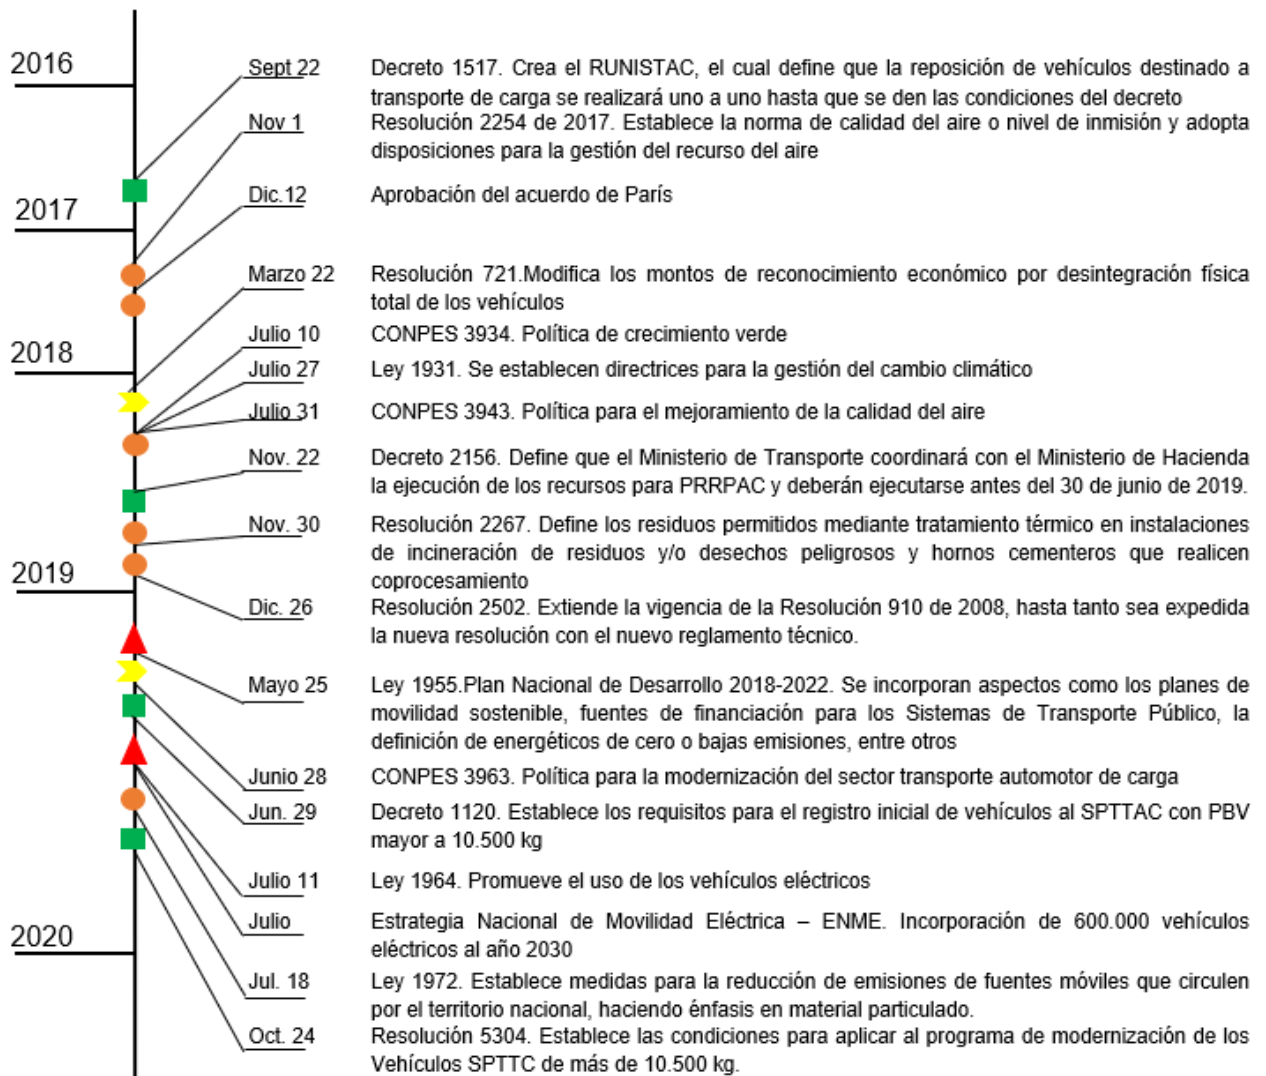 2016
Sept 22 Decreto 1517. Crea el RUNISTAC, el cual define que la reposición de vehículos destinado a
transporte de carga se realizará uno a uno hasta que se den las condiciones del decreto
Nov 1 Resolución 2254 de 2017. Establece la norma de calidad del aire o nivel de inmisión y adopta
disposiciones para la gestión del recurso del aire
Dic.12 Aprobación del acuerdo de París
2017
Marzo 22 Resolución 721.Modifica los montos de reconocimiento económico por desintegración física
total de los vehículos
Julio 10 CONPES 3934. Política de crecimiento verde
2018
Julio 27 Ley 1931. Se establecen directrices para la gestión del cambio climático
Julio 31 CONPES 3943. Política para el mejoramiento de la calidad del aire
Nov. 22 Decreto 2156. Define que el Ministerio de Transporte coordinará con el Ministerio de Hacienda
la ejecución de los recursos para PRRPAC y deberán ejecutarse antes del 30 de junio de 2019.
Nov. 30 Resolución 2267. Define los residuos permitidos mediante tratamiento térmico en instalaciones
de incineración de residuos y/o desechos peligrosos y hornos cementeros que realicen
coprocesamiento
2019
Dic. 26 Resolución 2502. Extiende la vigencia de la Resolución 910 de 2008, hasta tanto sea expedida
la nueva resolución con el nuevo reglamento técnico.
Mayo 25 Ley 1955.Plan Nacional de Desarrollo 2018-2022. Se incorporan aspectos como los planes de
movilidad sostenible, fuentes de financiación para los Sistemas de Transporte Público, la
definición de energéticos de cero o bajas emisiones, entre otros
Junio 28 CONPES 3963. Política para la modernización del sector transporte automotor de carga
Jun. 29 Decreto 1120. Establece los requisitos para el registro inicial de vehículos al SPTTAC con PBV
mayor a 10.500 kg
Julio 11 Ley 1964. Promueve el uso de los vehículos eléctricos
Julio Estrategia Nacional de Movilidad Eléctrica – ENME. Incorporación de 600.000 vehículos
eléctricos al año 2030
2020
Jul. 18 Ley 1972. Establece medidas para la reducción de emisiones de fuentes móviles que circulen
por el territorio nacional, haciendo énfasis en material particulado.
Oct. 24 Resolución 5304. Establece las condiciones para aplicar al programa de modernización de los
Vehículos SPTTC de más de 10.500 kg.